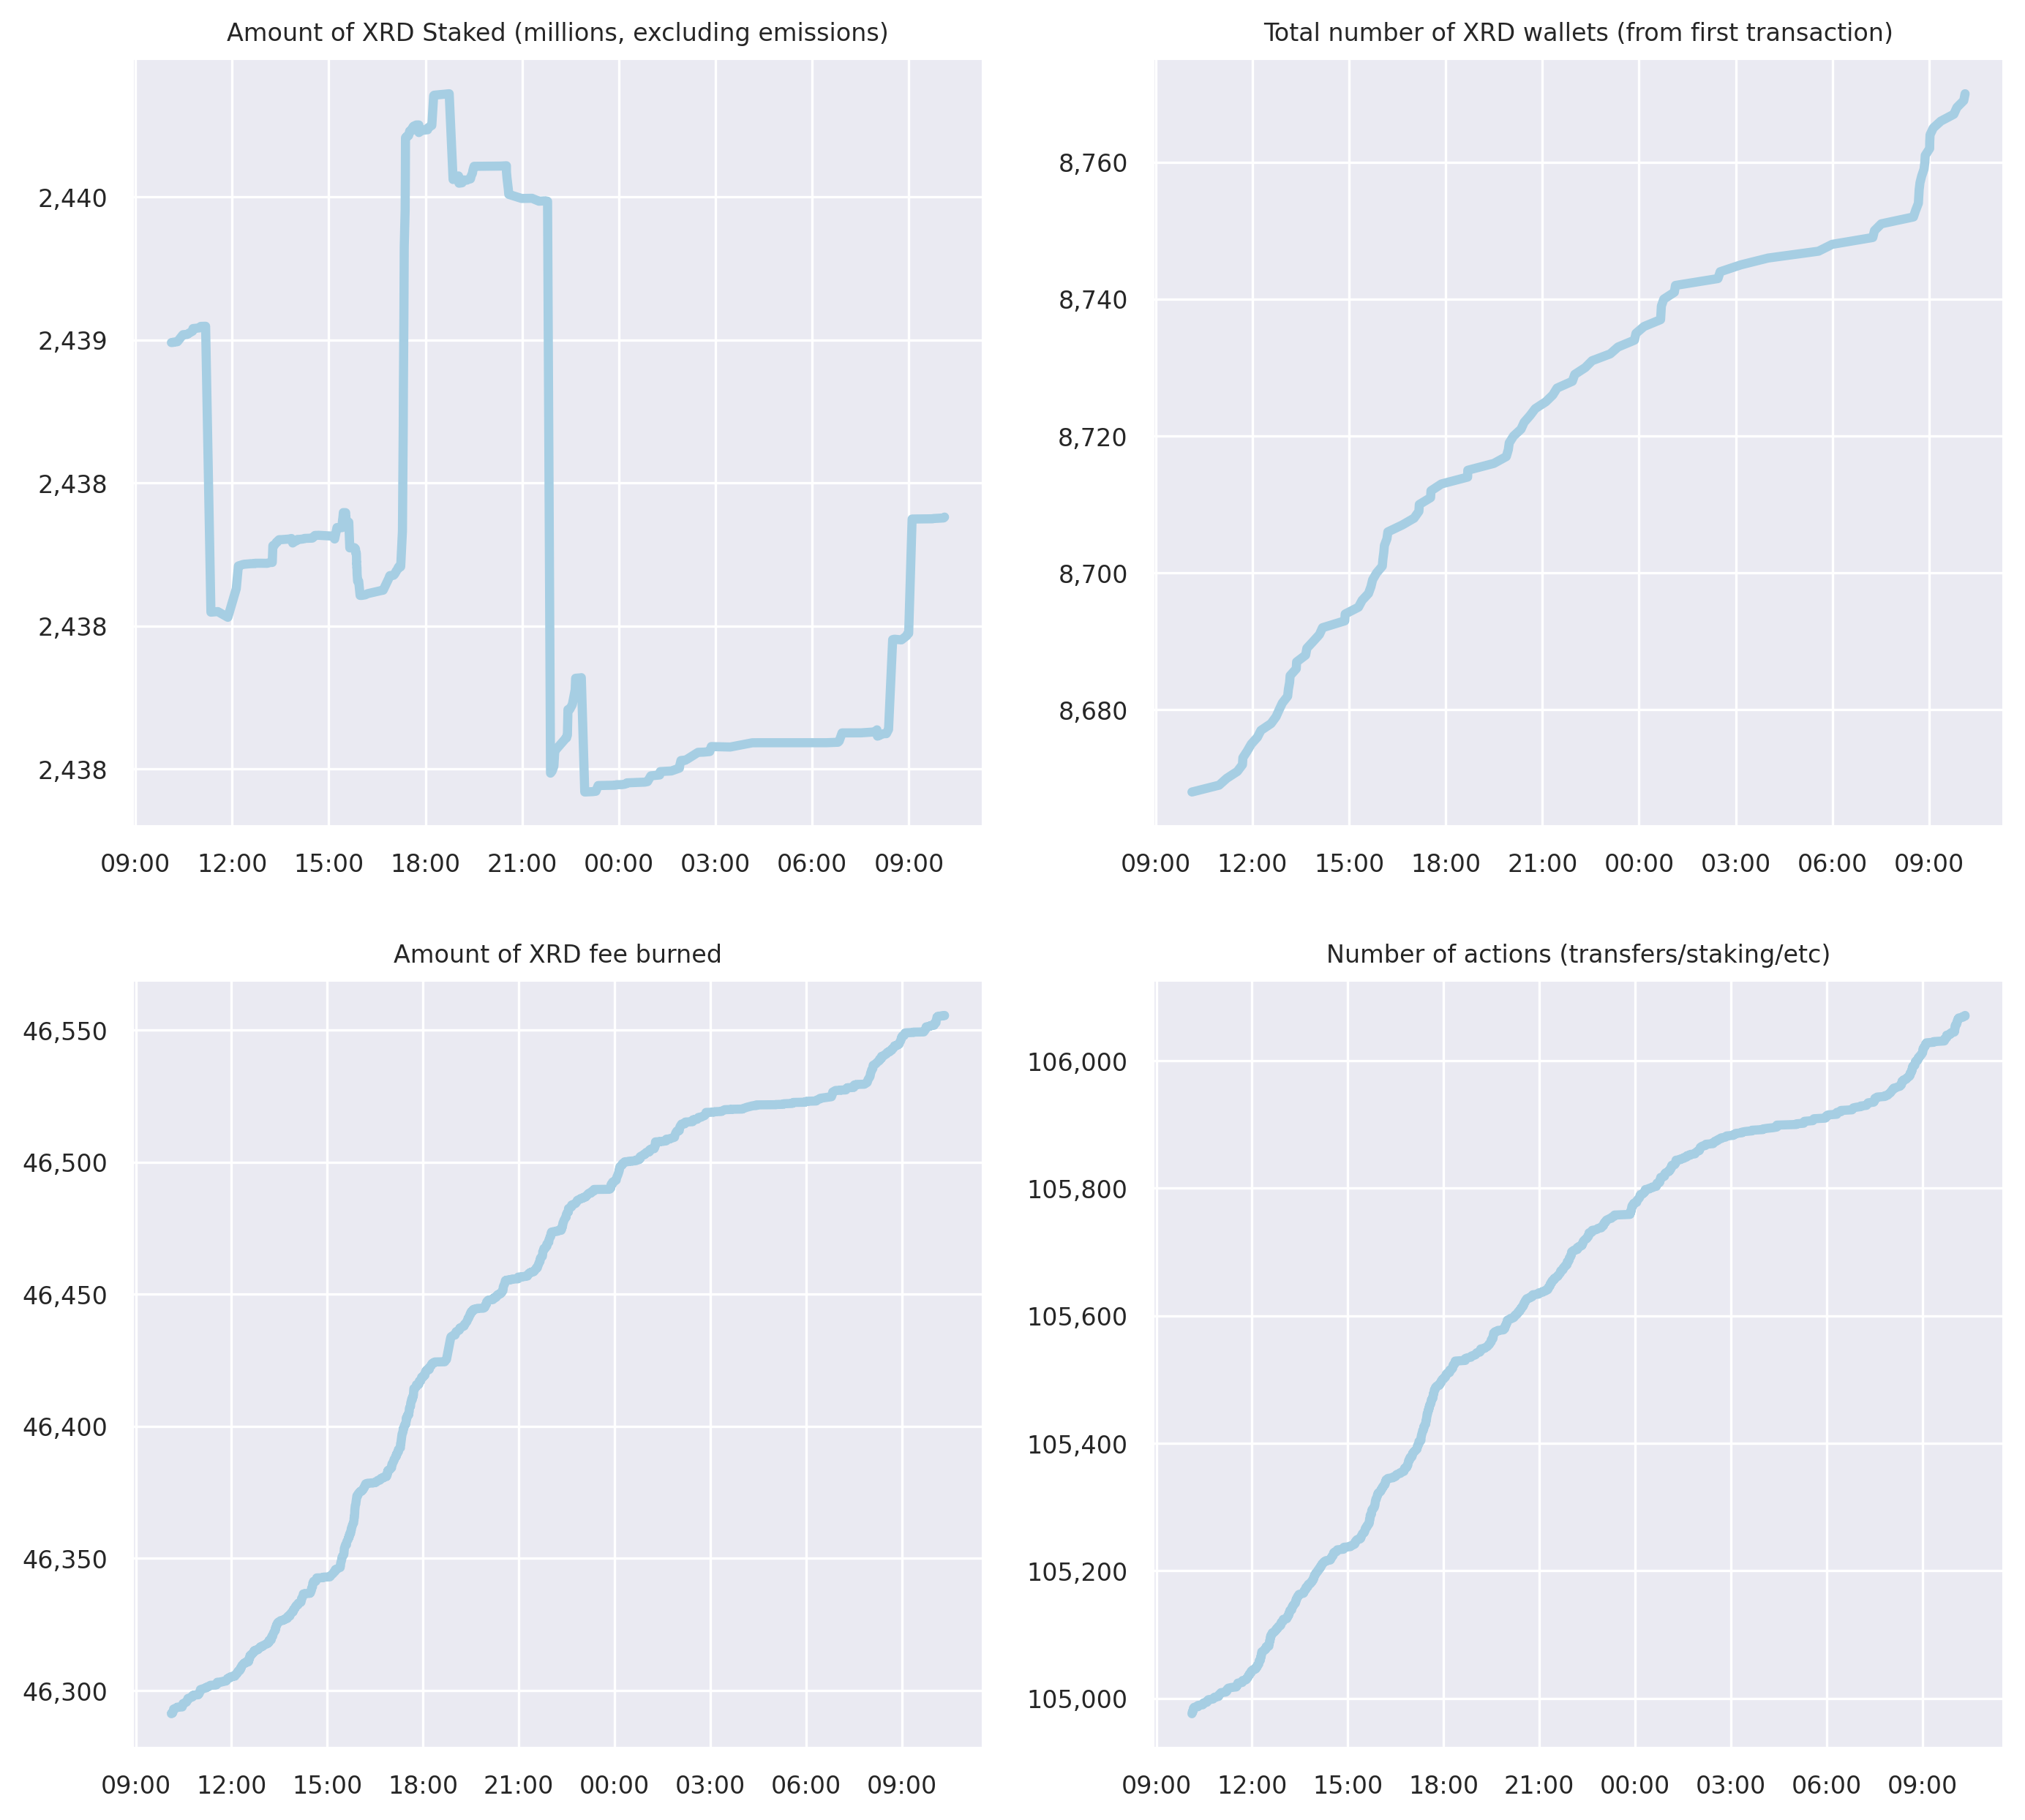 Amount of XRD Staked (millions, excluding emissions)
2,440
2,439
2,438
2,438
2,438
09:00 12:00 15:00 18:00 21:00 00:00 03:00 06:00 09:00
Total number of XRD wallets (from first transaction)
8,760
8,740
8,720
8,700
8,680
09:00 12:00 15:00 18:00 21:00 00:00 03:00 06:00 09:00
Amount of XRD fee burned
46,550
46,500
46,450
46,400
46,350
46,300
09:00 12:00 15:00 18:00 21:00 00:00 03:00 06:00 09:00
Number of actions (transfers/staking/etc)
106,000
105,800
105,600
105,400
105,200
105,000
09:00 12:00 15:00 18:00 21:00 00:00 03:00 06:00 09:00